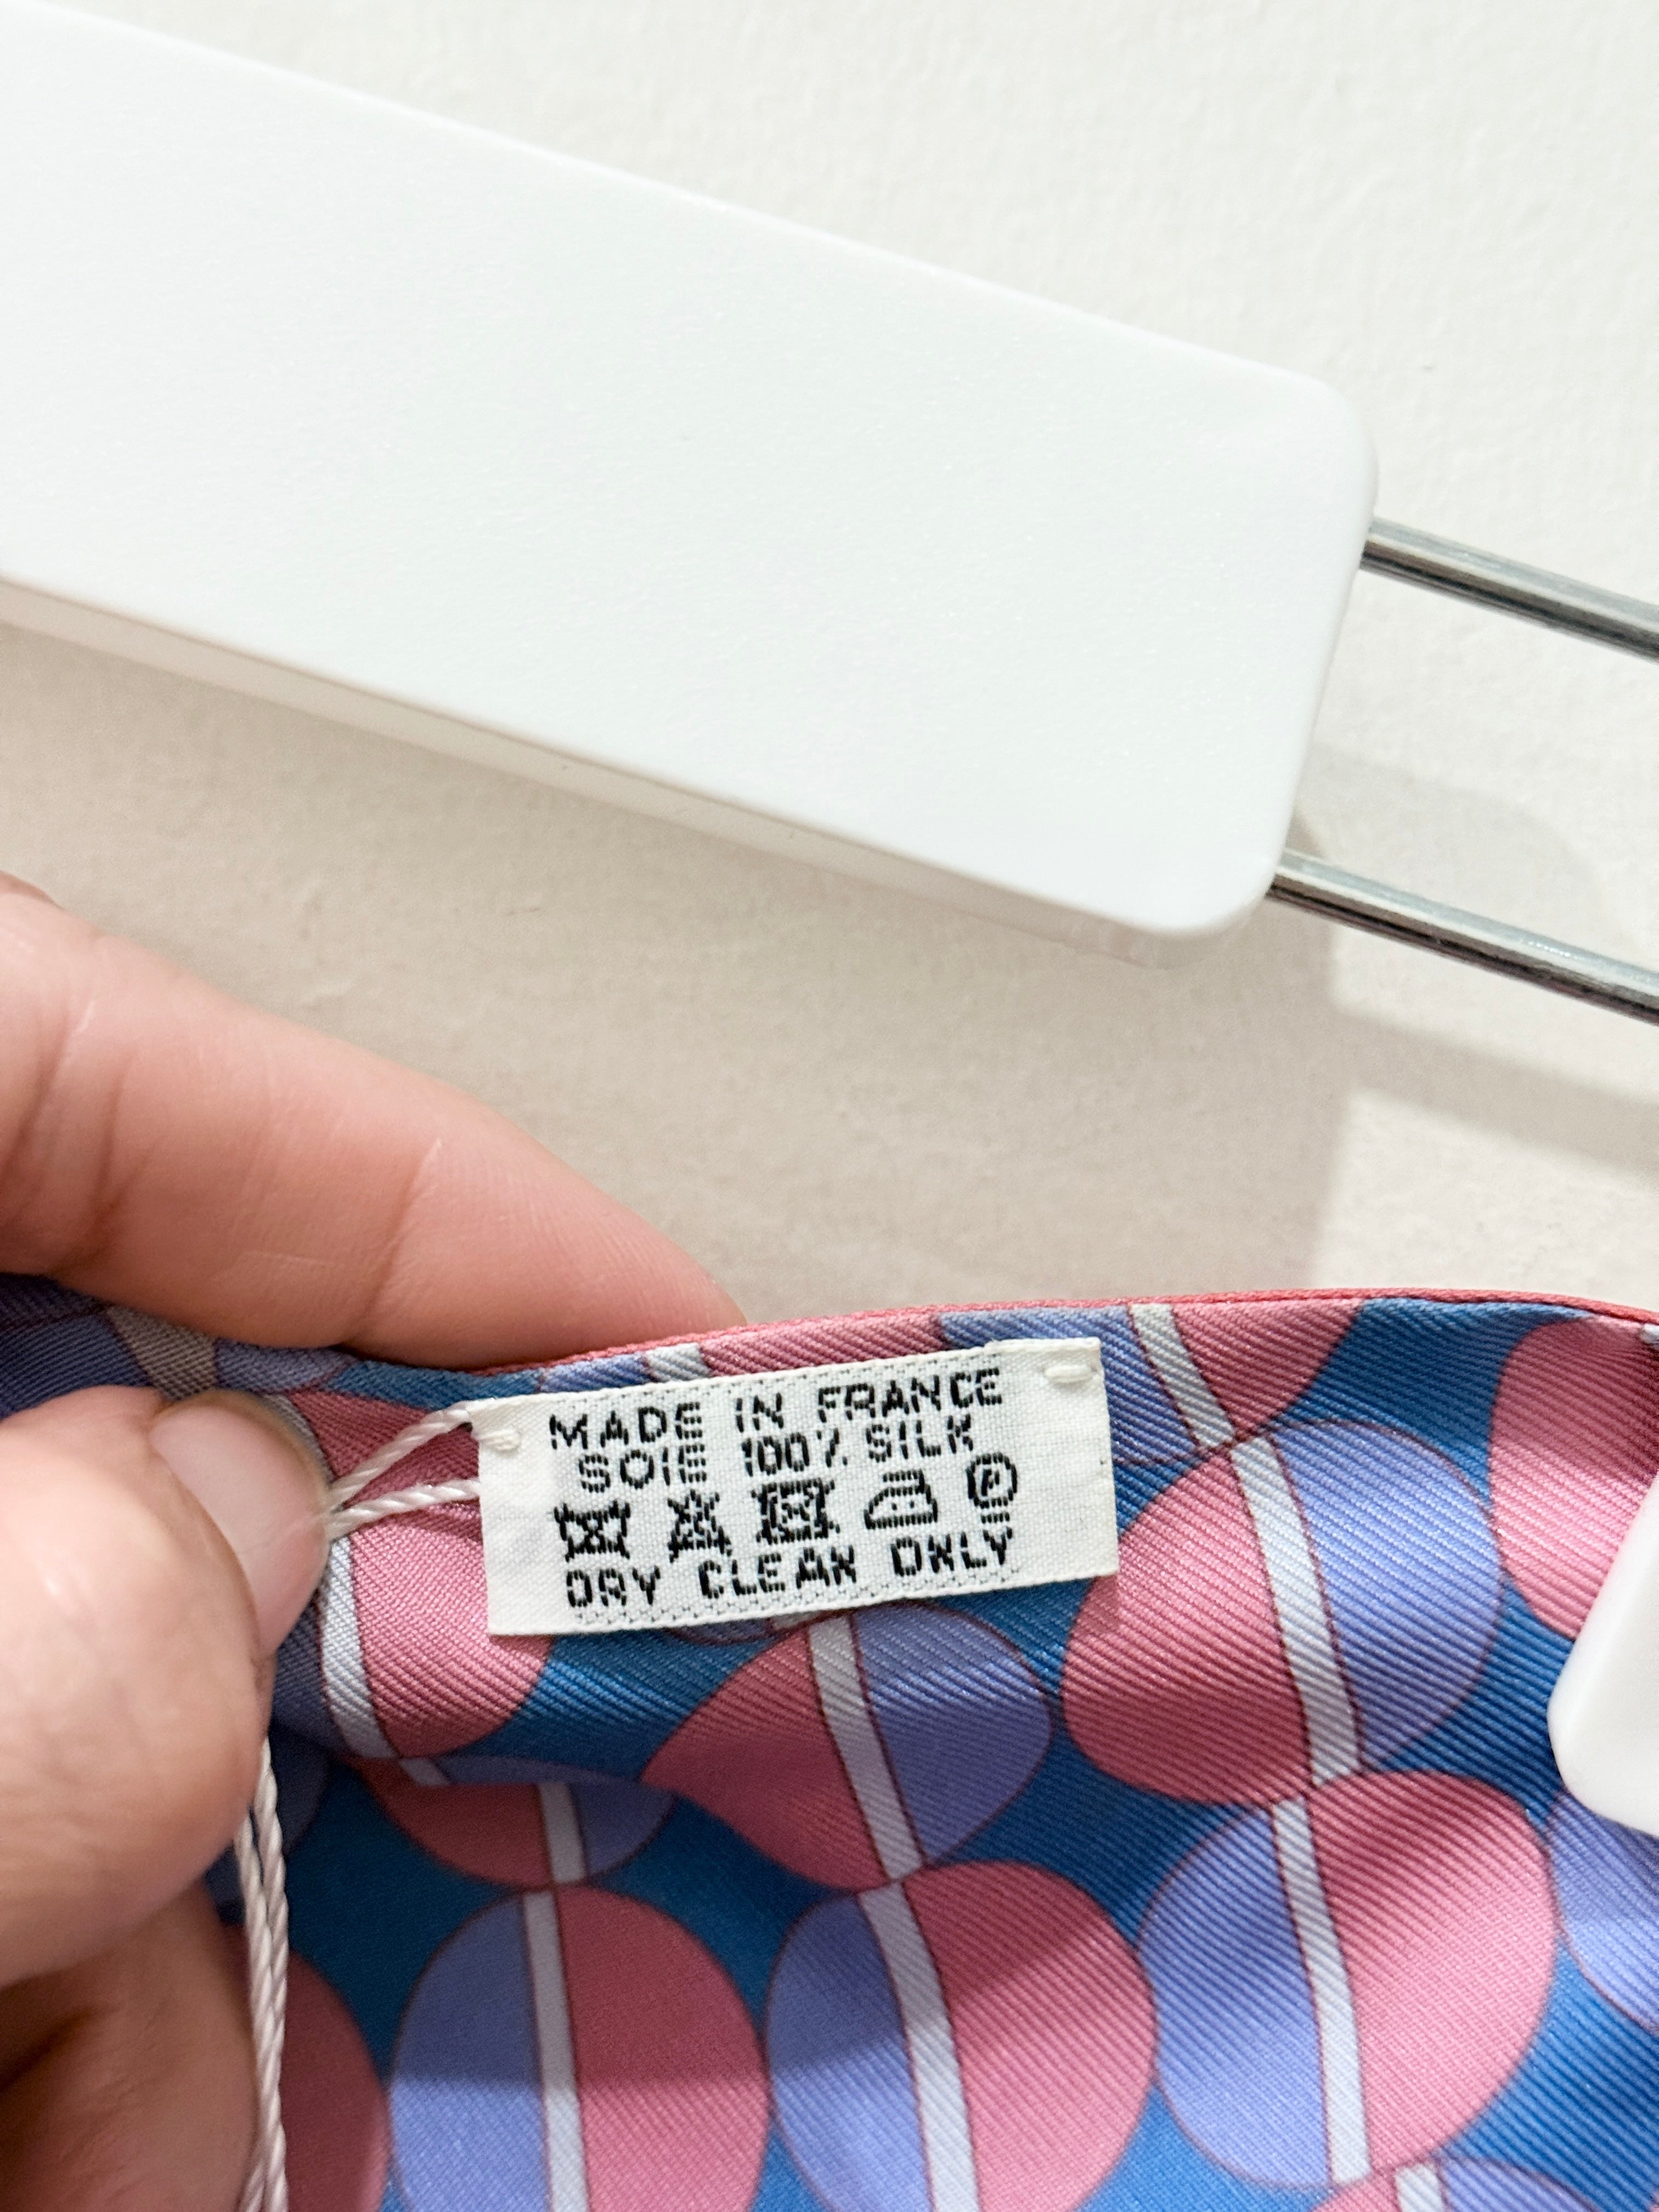 MADE IN FRANCE
SOIE 100% SILK
P
DRY CLEAN ONLY